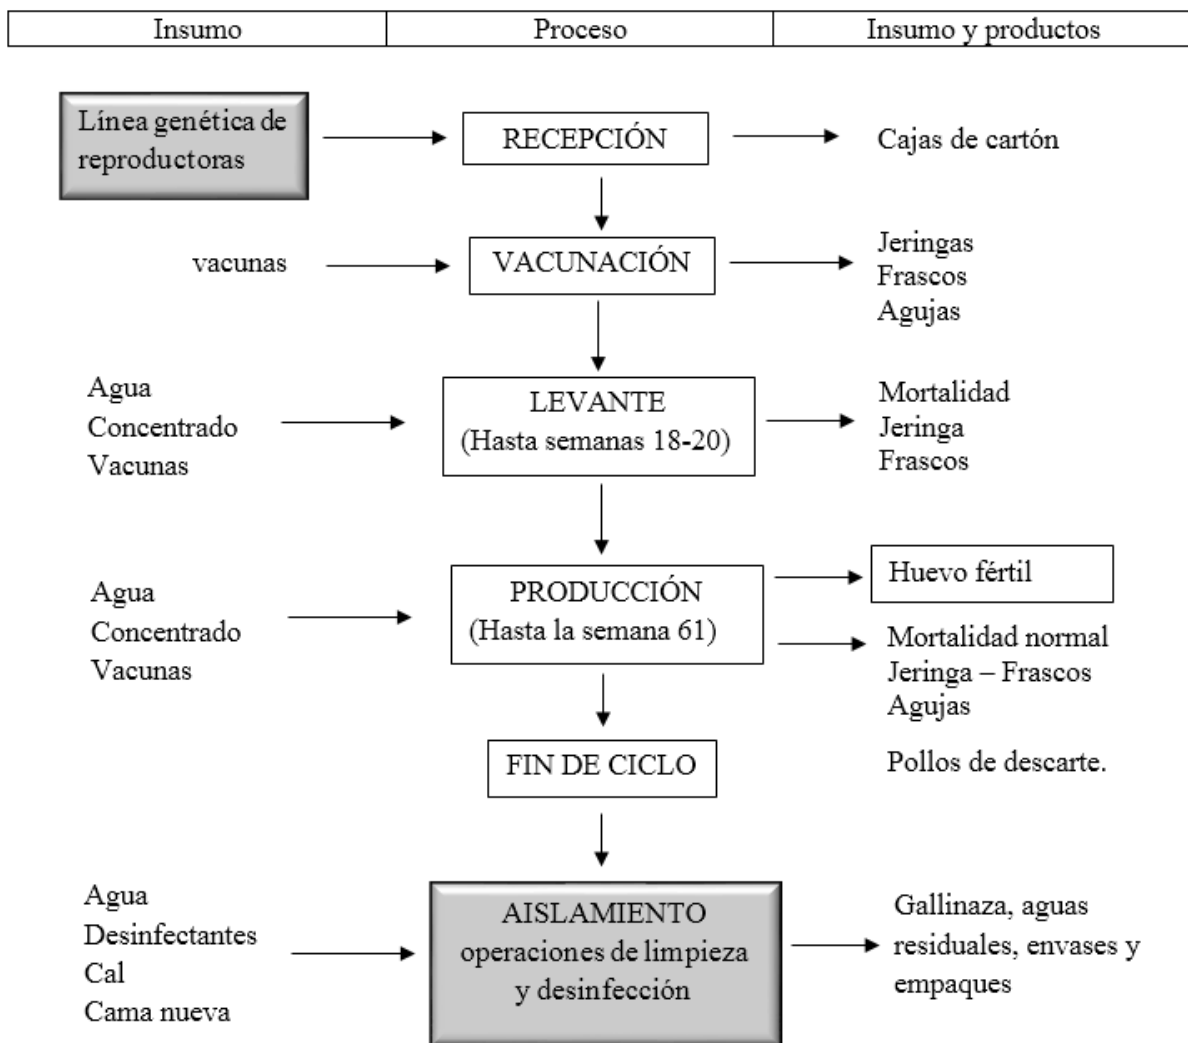 Insumo
Proceso
Insumo y productos
Línea genética de
reproductoras
RECEPCIÓN
Cajas de cartón
vacunas
VACUNACIÓN
Jeringas
Frascos
Agujas
Agua
Concentrado
Vacunas
LEVANTE
(Hasta semanas 18-20)
Mortalidad
Jeringa
Frascos
Agua
Concentrado
Vacunas
PRODUCCIÓN
(Hasta la semana 61)
Huevo fértil
Mortalidad normal
Jeringa – Frascos
Agujas
FIN DE CICLO
Pollos de descarte.
Agua
Desinfectantes
Cal
Cama nueva
AISLAMIENTO
operaciones de limpieza
y desinfección
Gallinaza, aguas
residuales, envases y
empaques